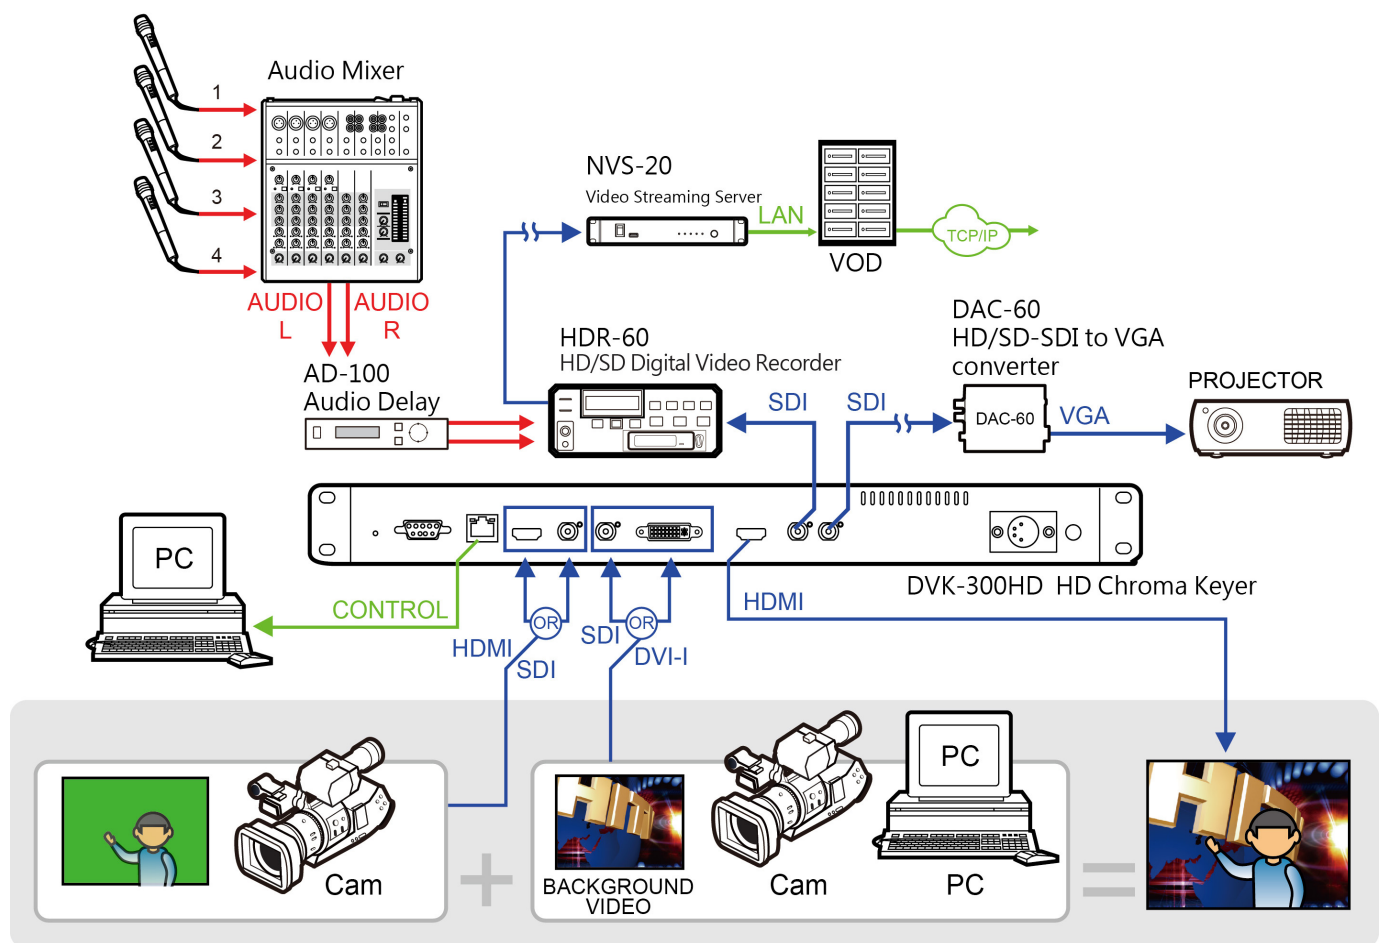 Audio Mixer
1
2
3
4
AUDIO
L
AUDIO
R
NVS-20
Video Streaming Server
LAN
VOD
TCP/IP
HDR-60
HD/SD Digital Video Recorder
DAC-60
HD/SD-SDI to VGA
converter
AD-100
Audio Delay
SDI
SDI
DAC-60
VGA
PROJECTOR
PC
CONTROL
HDMI
SDI
OR
SDI
OR
DVI-I
HDMI
DVK-300HD HD Chroma Keyer
Cam
+
BACKGROUND
VIDEO
Cam
PC
PC
=